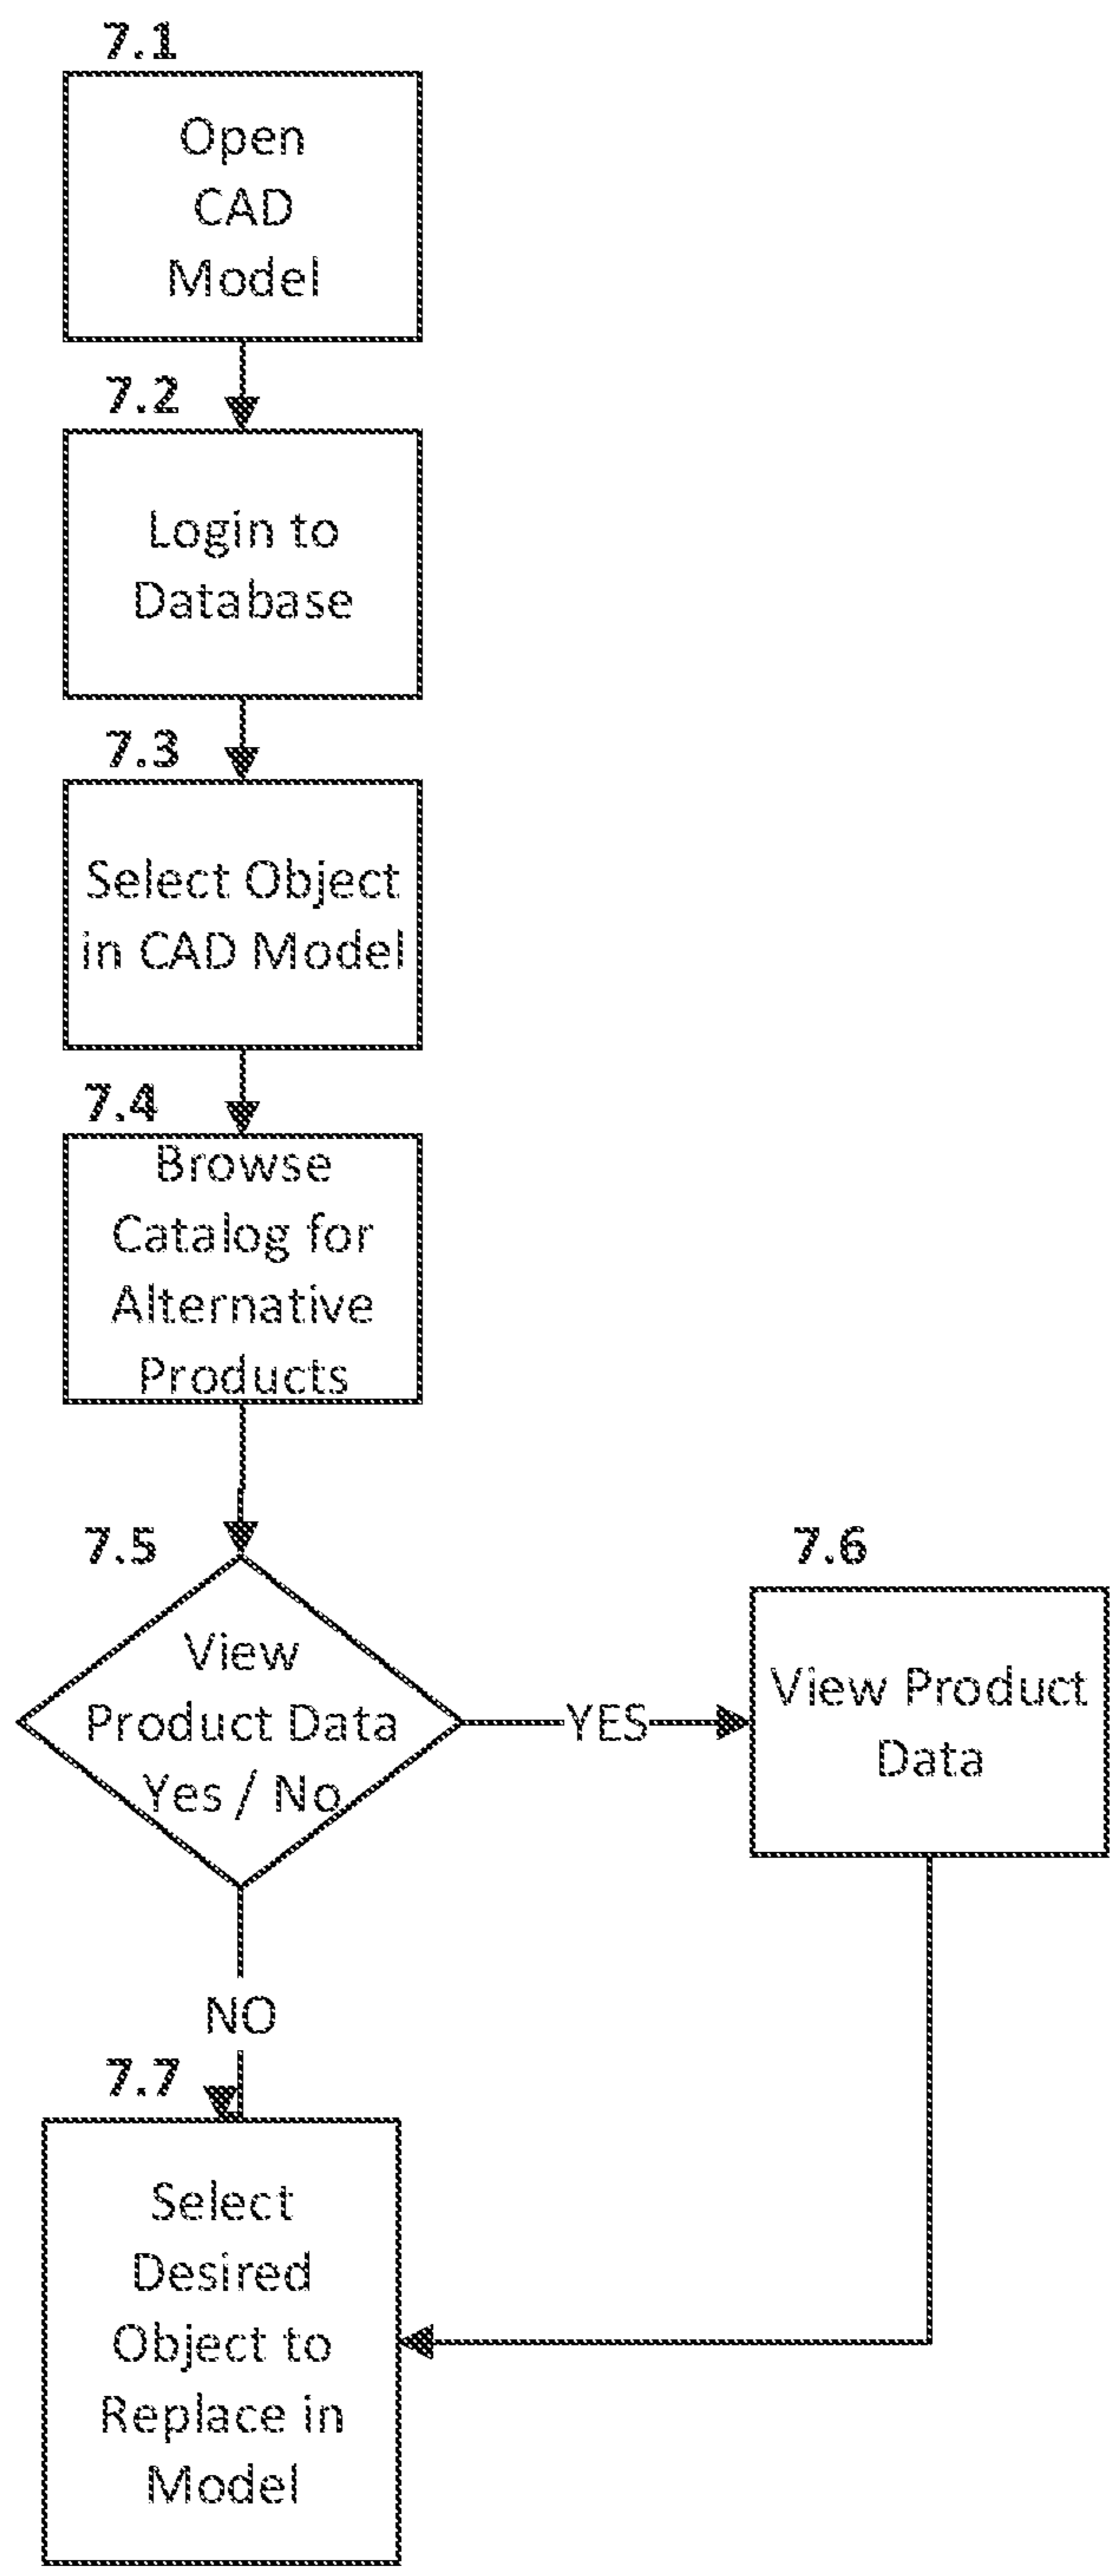 7.1
Open
CAD
Model
7.2
Login to
Database
7.3
Select Object
in CAD Model
7.4
Browse
Catalog for
Alternative
Products
7.5
View
Product Data
Yes / No
YES
7.6
View Product
Data
NO
7.7
Select
Desired
Object to
Replace in
Model